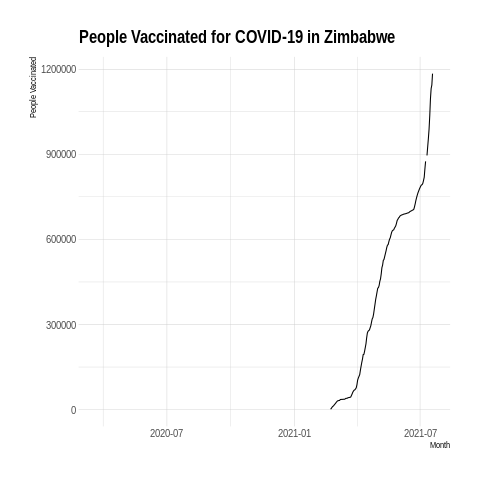 People Vaccinated for COVID-19 in Zimbabwe
People Vaccinated
1200000
900000
600000
300000
0
2020-07
2021-01
2021-07
Month